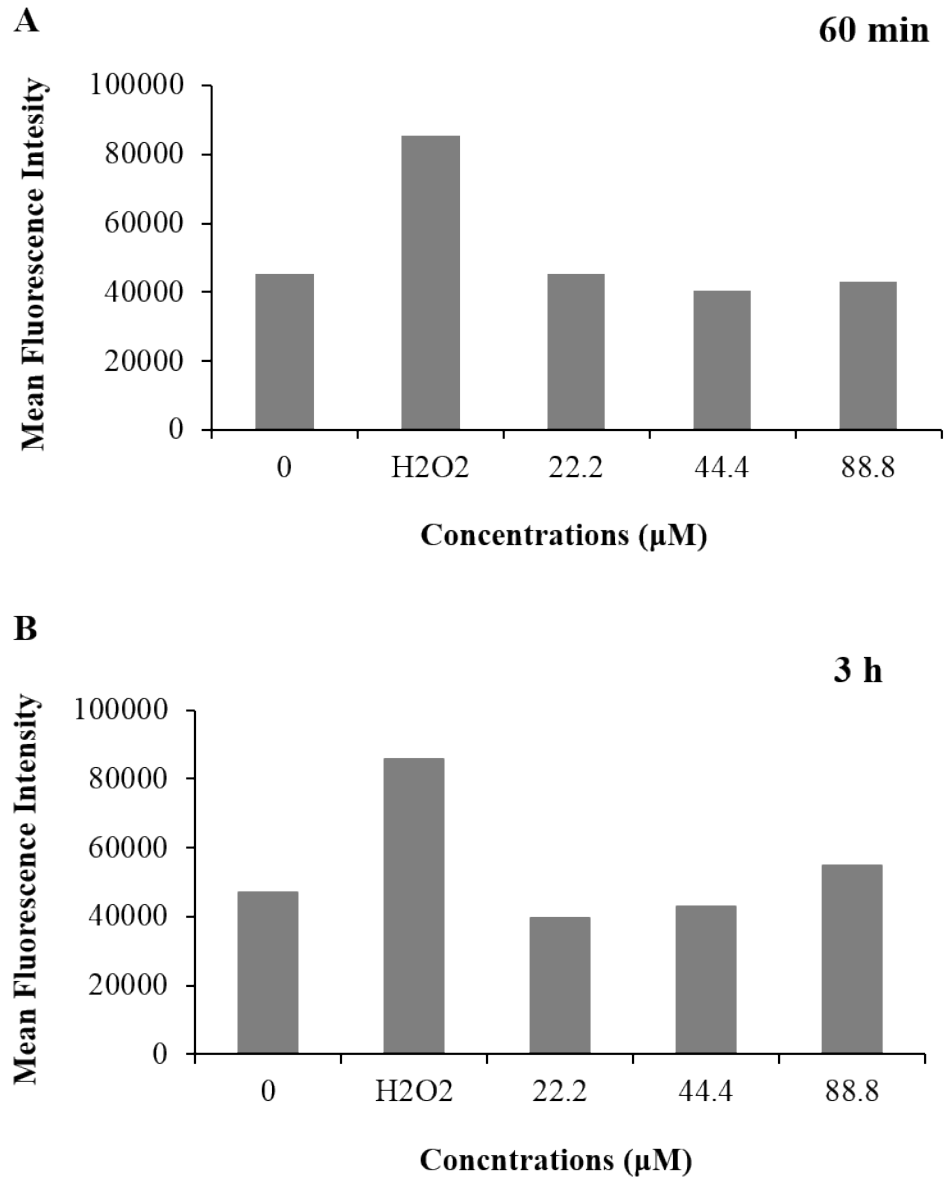 A
60 min
Mean Fluorescence Intesity
100000
80000
60000
40000
20000
0
0 H2O2 22.2 44.4 88.8
Concentrations (µM)
B
3 h
Mean Fluorescence Intensity
100000
80000
60000
40000
20000
0
0 H2O2 22.2 44.4 88.8
Concntrations (µM)